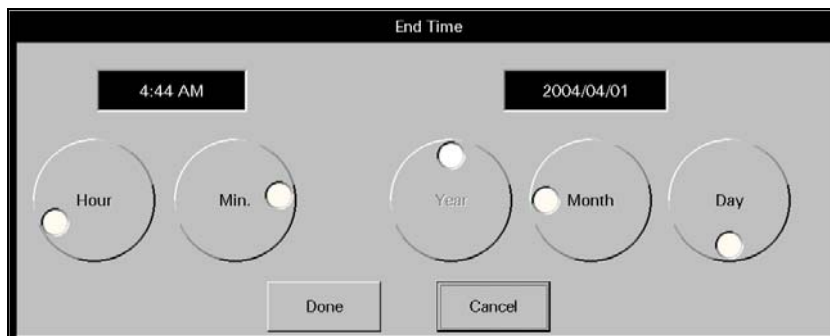 End Time
4:44 AM
2004/04/01
Hour
Min.
Year
Month
Day
Done
Cancel